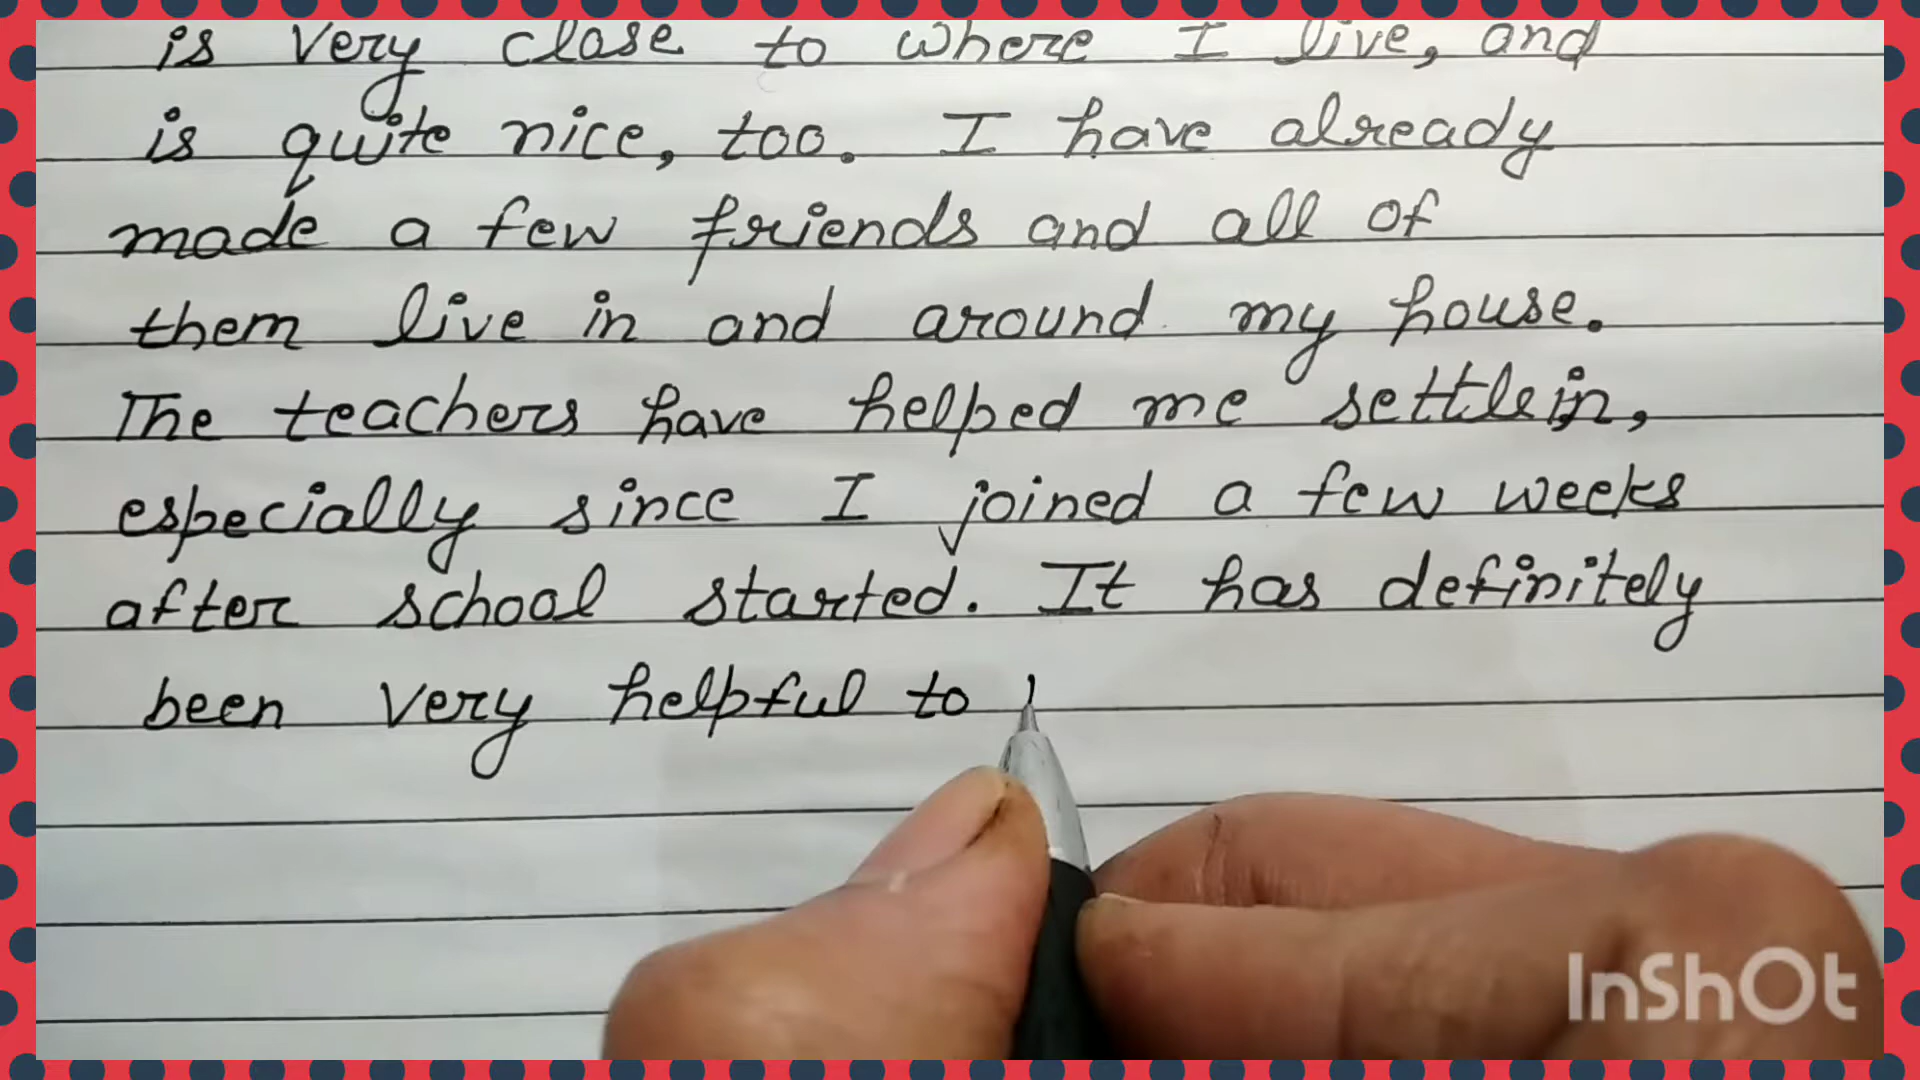 is very close to where I live, and
is quite nice, too. I have already
made a few friends and all of
them live in and around my house.
The teachers have helped me settlein,
especially since I joined a few weeks
after school started. It has definitely
been very helpful to
InShOt